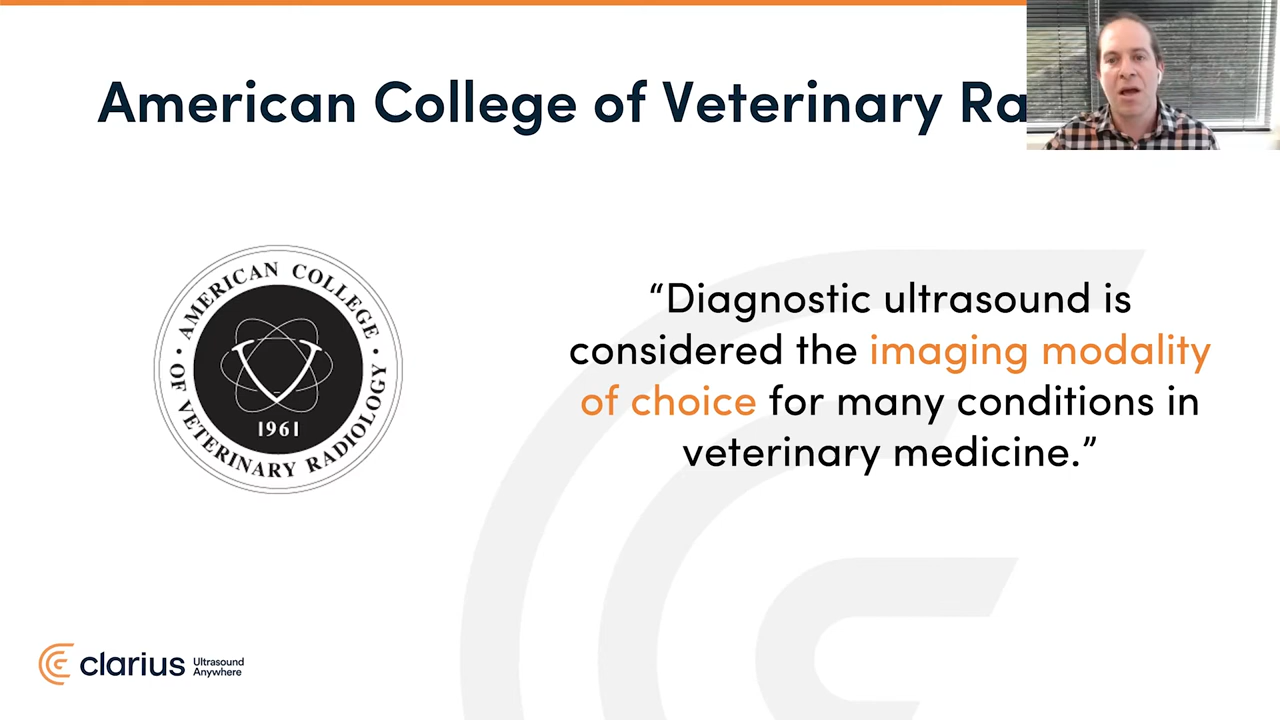 American College of Veterinary Ra
AMERICAN COLLEGE
OF VETERINARY RADIOLOGY
1961
“Diagnostic ultrasound is
considered the imaging modality
of choice for many conditions in
veterinary medicine.”
clarius Ultrasound
Anywhere